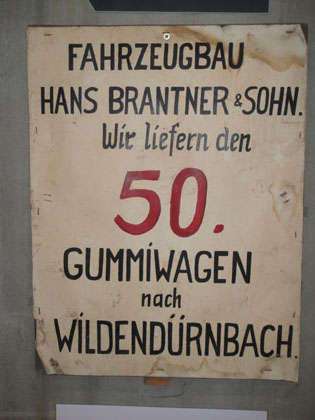 FAHRZEUGBAU
HANS BRANTNER & SOHN.
Wir liefern den
50.
GUMMIWAGEN
nach
WILDENDÜRNBACH.